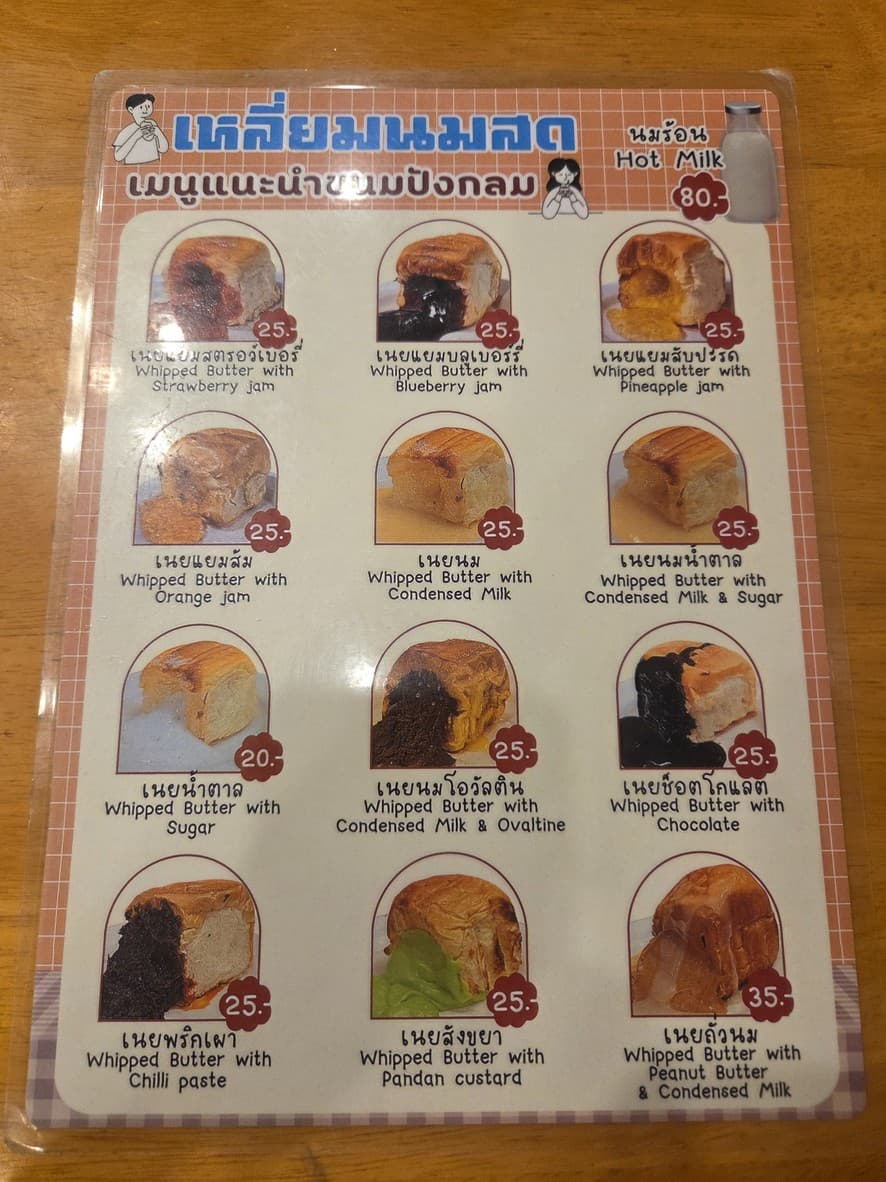 เหลี่ยมนมสด
เมนูแนะนำขนมปังกลม
นมร้อน
Hot Milk
80.-
25.-
เนยแยมสตรอว์เบอรี่
Whipped Butter with
Strawberry jam
25.-
เนยแยมบลูเบอร์รี่
Whipped Butter with
Blueberry jam
25.-
เนยแยมสับปะรด
Whipped Butter with
Pineapple jam
25.-
เนยแยมส้ม
Whipped Butter with
Orange jam
25.-
เนยนม
Whipped Butter with
Condensed Milk
25.-
เนยนมน้ำตาล
Whipped Butter with
Condensed Milk & Sugar
20.-
เนยน้ำตาล
Whipped Butter with
Sugar
25.-
เนยนมโอวัลติน
Whipped Butter with
Condensed Milk & Ovaltine
25.-
เนยช็อตโกแลต
Whipped Butter with
Chocolate
25.-
เนยพริกเผา
Whipped Butter with
Chilli paste
25.-
เนยสังขยา
Whipped Butter with
Pandan custard
35.-
เนยถั่วนม
Whipped Butter with
Peanut Butter
& Condensed Milk